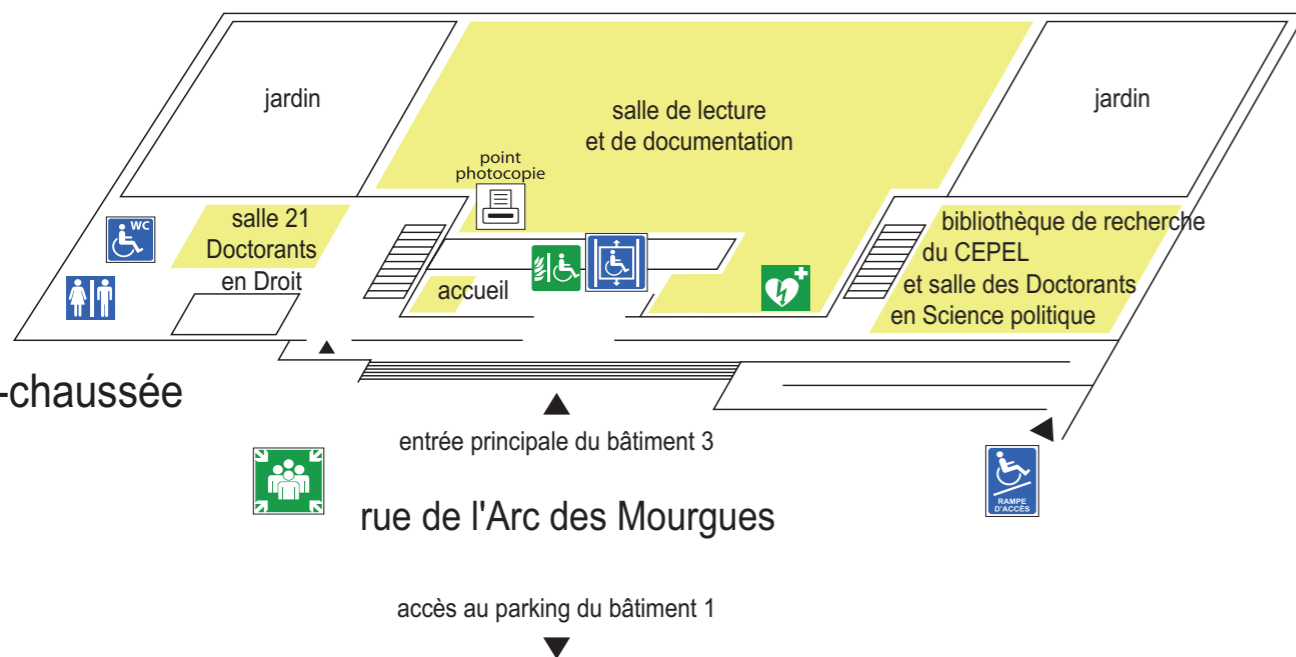 jardin
salle de lecture
et de documentation
jardin
point
photocopie
WC
salle 21
Doctorants
en Droit
accueil
bibliothèque de recherche
du CEPEL
et salle des Doctorants
en Science politique
-chaussée
entrée principale du bâtiment 3
RAMPE
D'ACCÈS
rue de l'Arc des Mourgues
accès au parking du bâtiment 1